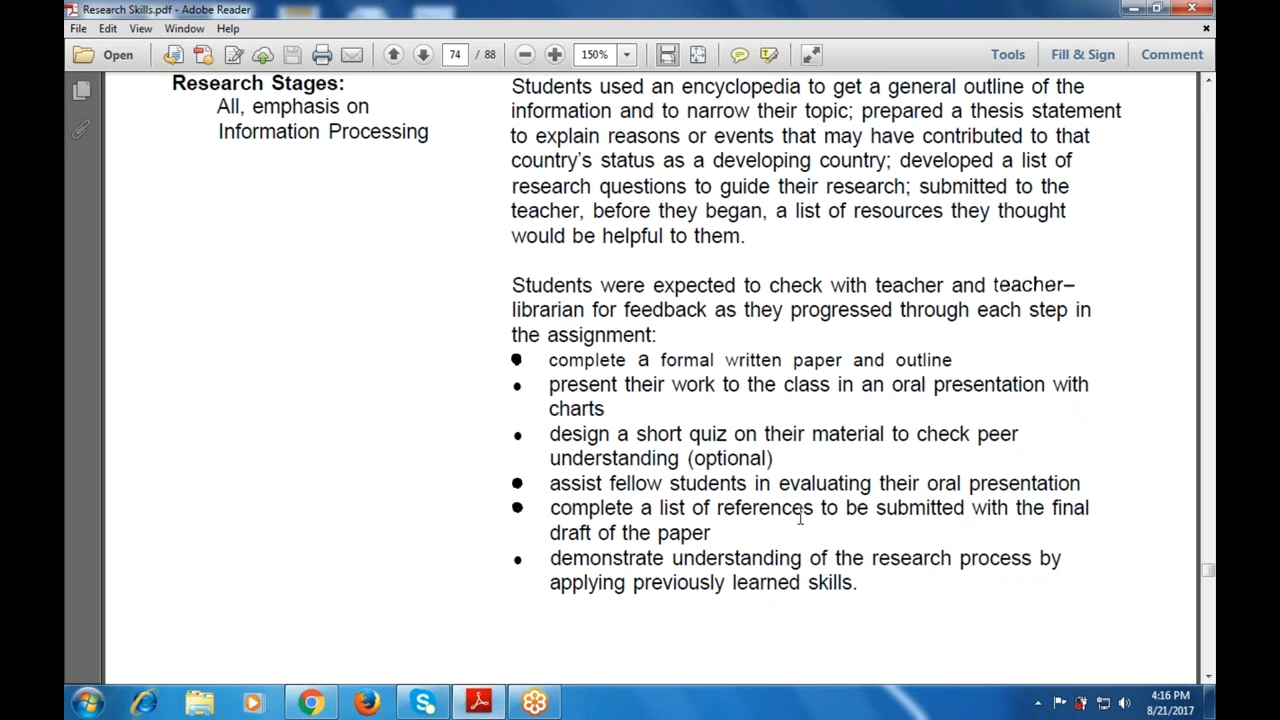 Research Skills.pdf - Adobe Reader
File Edit View Window Help
Open 74 / 88 150% Tools Fill & Sign Comment
Research Stages:
All, emphasis on
Information Processing
Students used an encyclopedia to get a general outline of the
information and to narrow their topic; prepared a thesis statement
to explain reasons or events that may have contributed to that
country's status as a developing country; developed a list of
research questions to guide their research; submitted to the
teacher, before they began, a list of resources they thought
would be helpful to them.
Students were expected to check with teacher and teacher–
librarian for feedback as they progressed through each step in
the assignment:
● complete a formal written paper and outline
● present their work to the class in an oral presentation with
charts
● design a short quiz on their material to check peer
understanding (optional)
● assist fellow students in evaluating their oral presentation
● complete a list of references to be submitted with the final
draft of the paper
● demonstrate understanding of the research process by
applying previously learned skills.
4:16 PM
8/21/2017